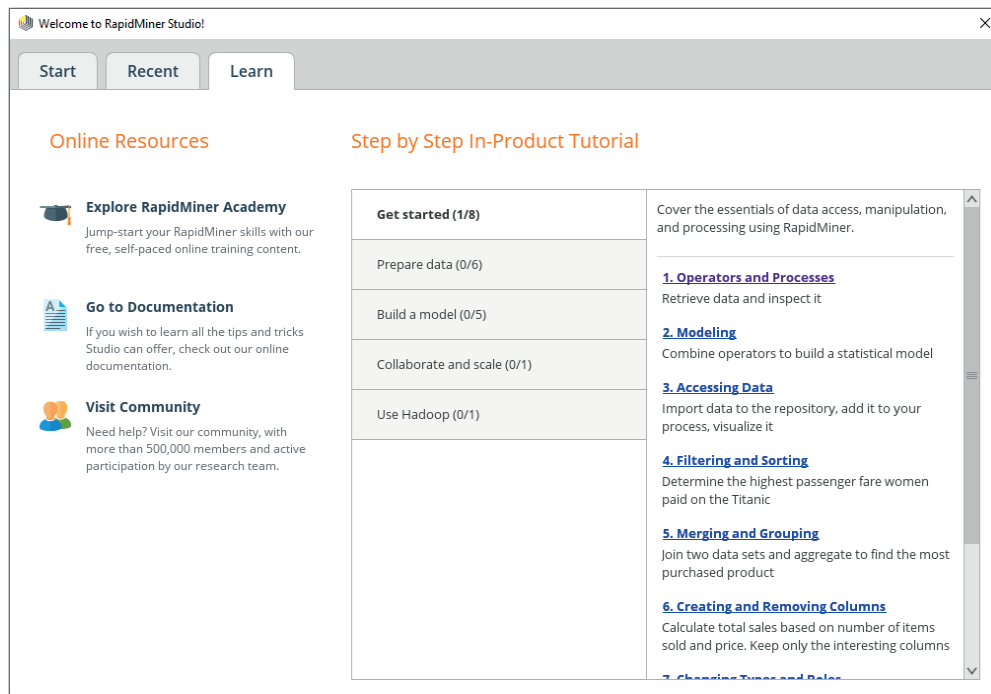 Welcome to RapidMiner Studio!
Start
Recent
Learn
Online Resources
Explore RapidMiner Academy
Jump-start your RapidMiner skills with our
free, self-paced online training content.
Go to Documentation
If you wish to learn all the tips and tricks
Studio can offer, check out our online
documentation.
Visit Community
Need help? Visit our community, with
more than 500,000 members and active
participation by our research team.
Step by Step In-Product Tutorial
Get started (1/8)
Prepare data (0/6)
Build a model (0/5)
Collaborate and scale (0/1)
Use Hadoop (0/1)
Cover the essentials of data access, manipulation,
and processing using RapidMiner.
1. Operators and Processes
Retrieve data and inspect it
2. Modeling
Combine operators to build a statistical model
3. Accessing Data
Import data to the repository, add it to your
process, visualize it
4. Filtering and Sorting
Determine the highest passenger fare women
paid on the Titanic
5. Merging and Grouping
Join two data sets and aggregate to find the most
purchased product
6. Creating and Removing Columns
Calculate total sales based on number of items
sold and price. Keep only the interesting columns
7. Changing Types and Roles